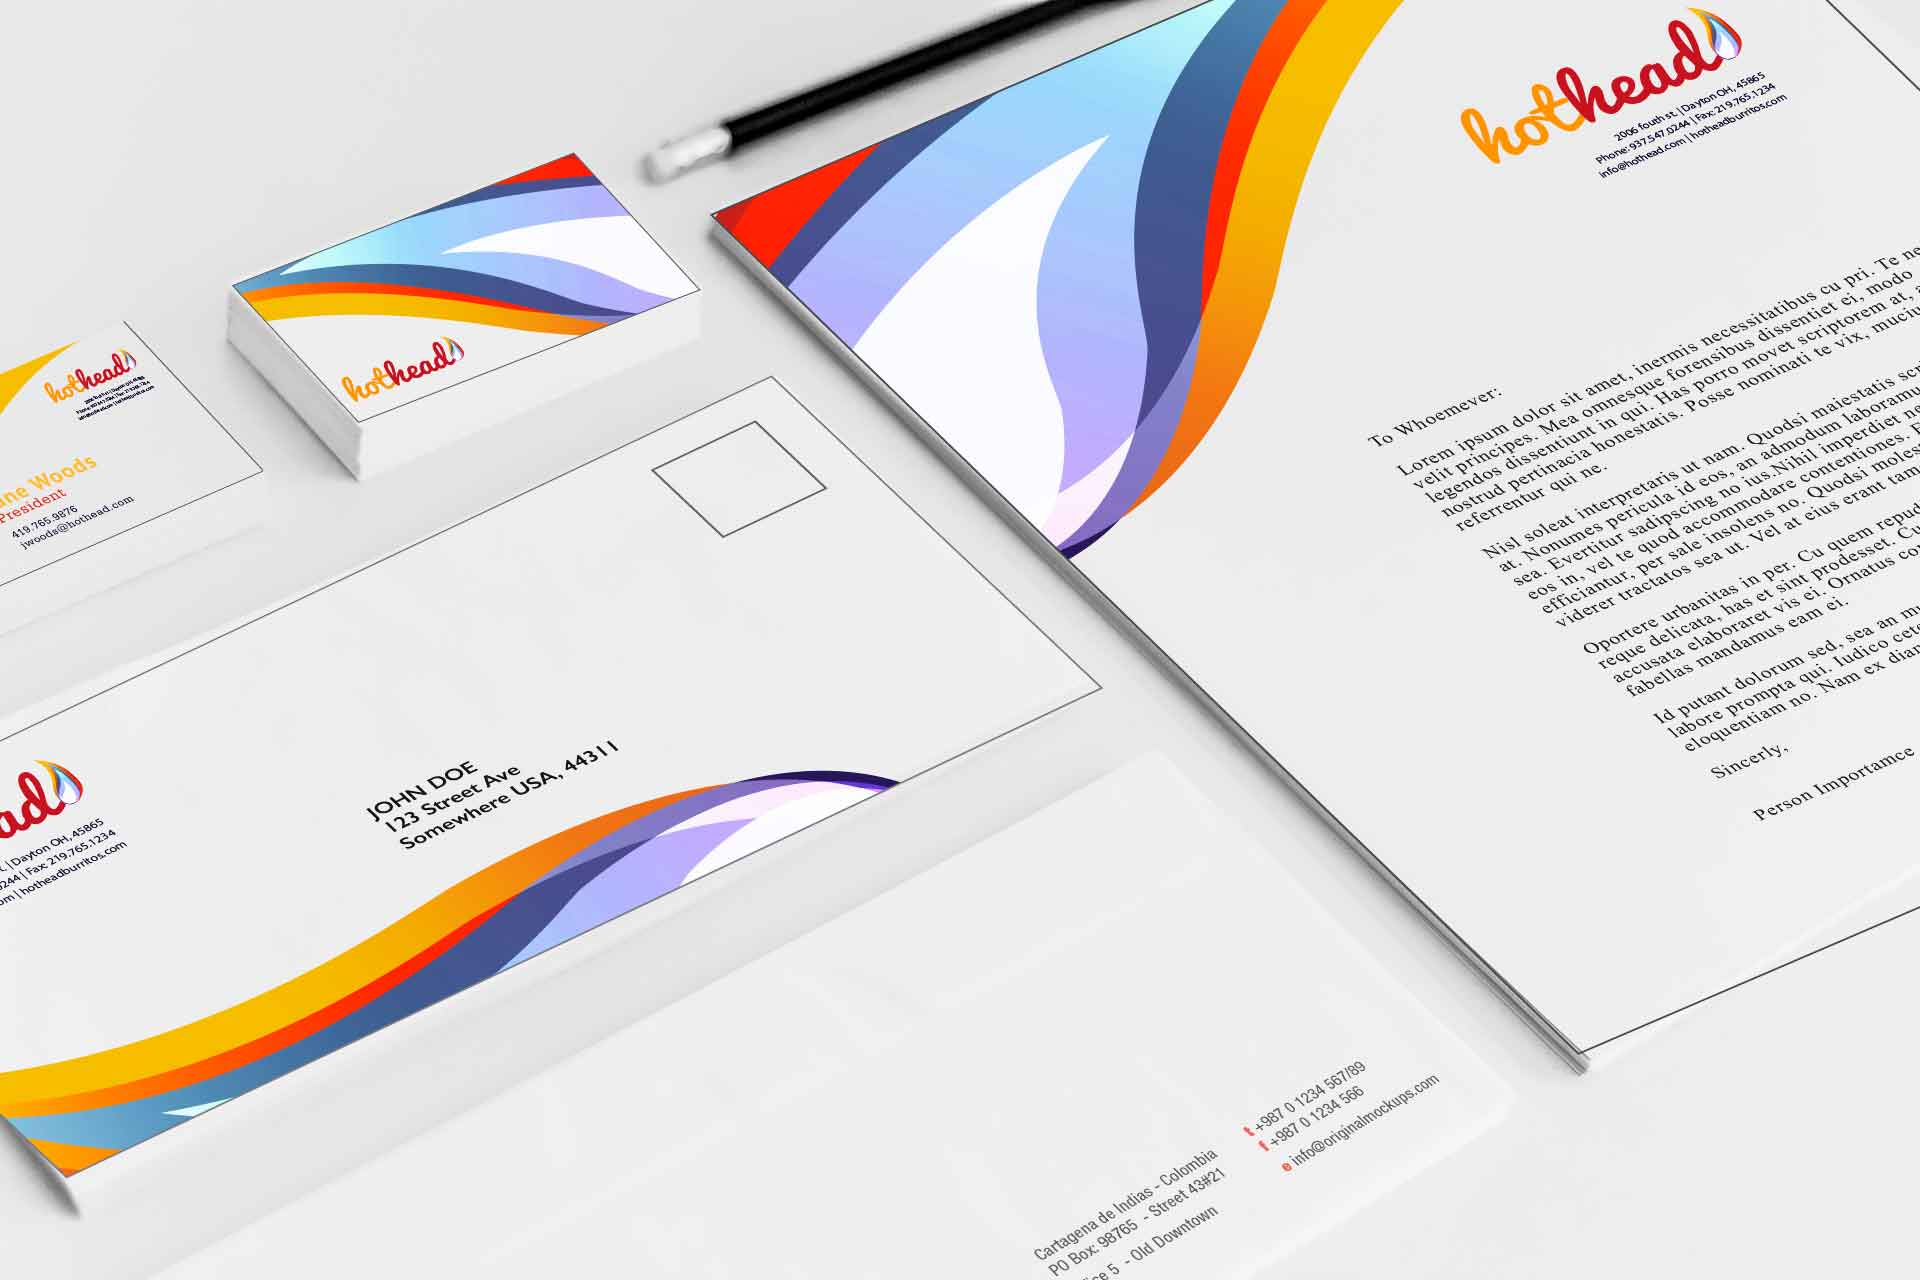 hothead
2006 fouth st. | Dayton OH, 45865
Phone: 937.547.0244 | Fax: 219.765.1234
info@hothead.com | hotheadburritos.com
To Whoemever:
Lorem ipsum dolor sit amet, inermis necessitatibus cu pri. Te ne
velit principes. Mea omnesque forensibus dissentiet ei, modo
legendos dissentiunt in qui. Has porro movet scriptorem at,
nostrud pertinacia honestatis. Posse nominati te vix, muciu
referrentur qui ne.
Nisl soleat interpretaris ut nam. Quodsi maiestatis scr
at. Nonumes pericula id eos, an admodum laboramu
sea. Evertitur sadipscing no ius.Nihil imperdiet no
eos in, vel te quod accommodare contentiones. E
efficiantur, per sale insolens no. Quodsi moles
viderer tractatos sea ut. Vel at eius erant tam
Oportere urbanitas in per. Cu quem repud
reque delicata, has et sint prodesset. Cu
accusata elaboraret vis ei. Ornatus co
fabellas mandamus eam ei.
Id putant dolorum sed, sea an mu
labore prompta qui. Iudico cete
eloquentiam no. Nam ex dian
Sincerly,
Person Importamce
hothead
hothead
ane Woods
President
419.765.9876
jwoods@hothead.com
ead
t. | Dayton OH, 45865
244 | Fax: 219.765.1234
om | hotheadburritos.com
JOHN DOE
123 Street Ave
Somewhere USA, 44311
Cartagena de Indias - Colombia
PO Box: 98765 - Street 43#21
ice 5 - Old Downtown
t +987 0 1234 567/89
f +987 0 1234 566
e info@originalmockups.com